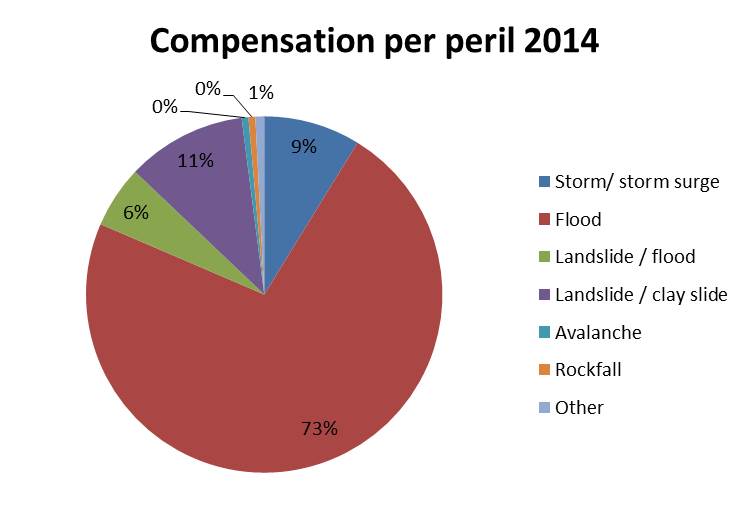 Compensation per peril 2014
0%
0%
1%
9%
11%
6%
73%
Storm/ storm surge
Flood
Landslide / flood
Landslide / clay slide
Avalanche
Rockfall
Other